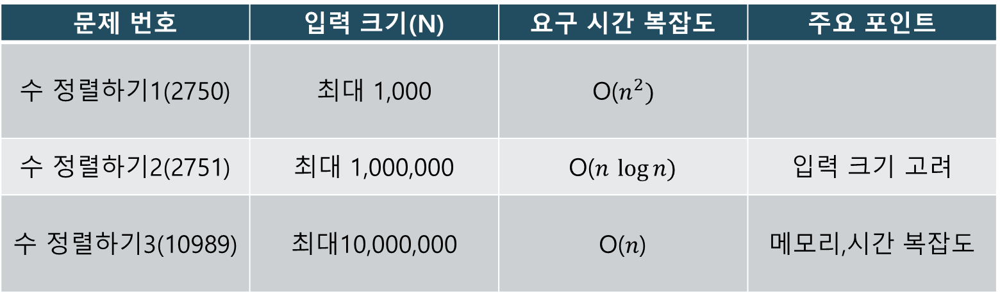 문제 번호 입력 크기(N) 요구 시간 복잡도 주요 포인트
수 정렬하기1(2750) 최대 1,000 O(𝑛²)
수 정렬하기2(2751) 최대 1,000,000 O(𝑛 log 𝑛) 입력 크기 고려
수 정렬하기3(10989) 최대10,000,000 O(𝑛) 메모리,시간 복잡도